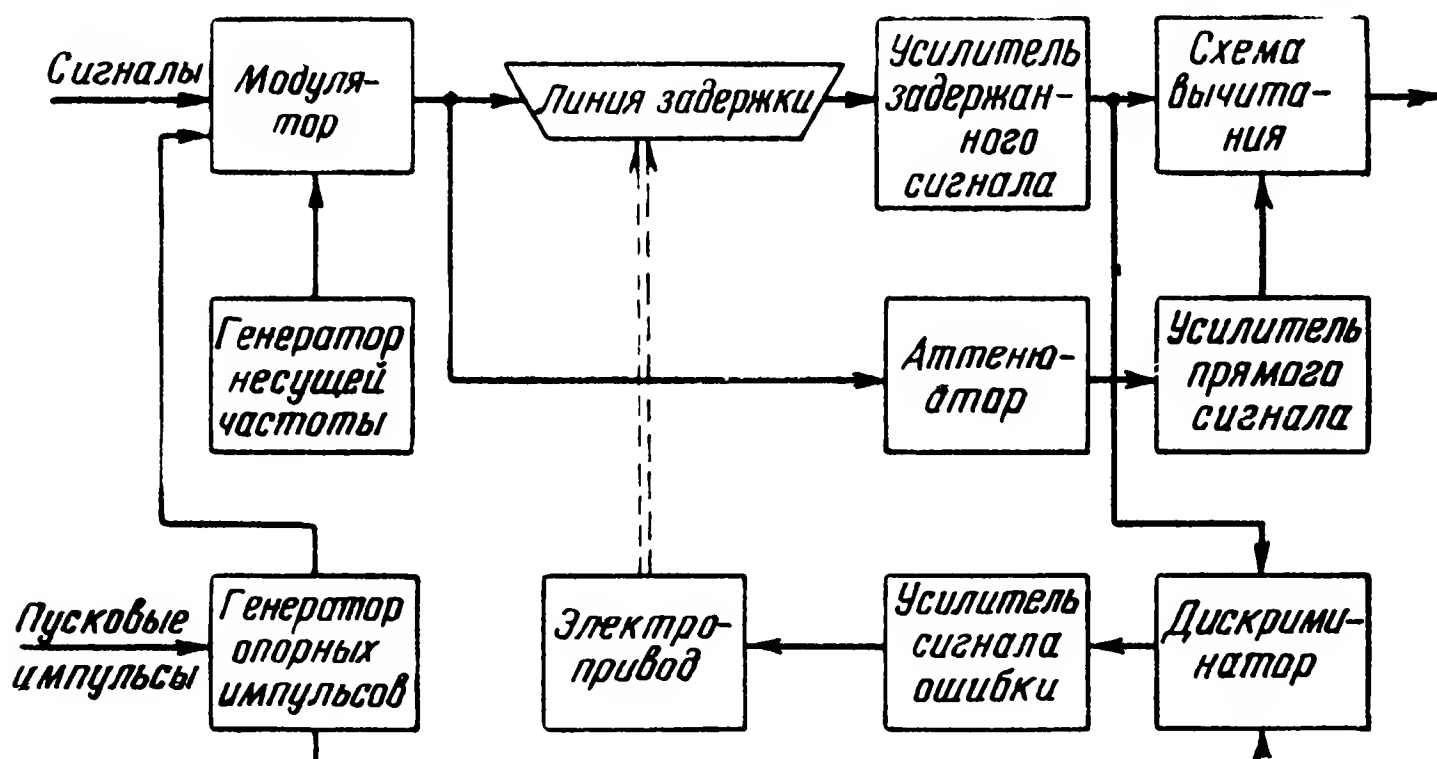 Сигналы
Модуля-
тор
Линия задержки
Усилитель
задержан-
ного
сигнала
Схема
вычита-
ния
Генератор
несущей
частоты
Аттеню-
атор
Усилитель
прямого
сигнала
Пусковые
импульсы
Генератор
опорных
импульсов
Электро-
привод
Усилитель
сигнала
ошибки
Дискрими-
натор